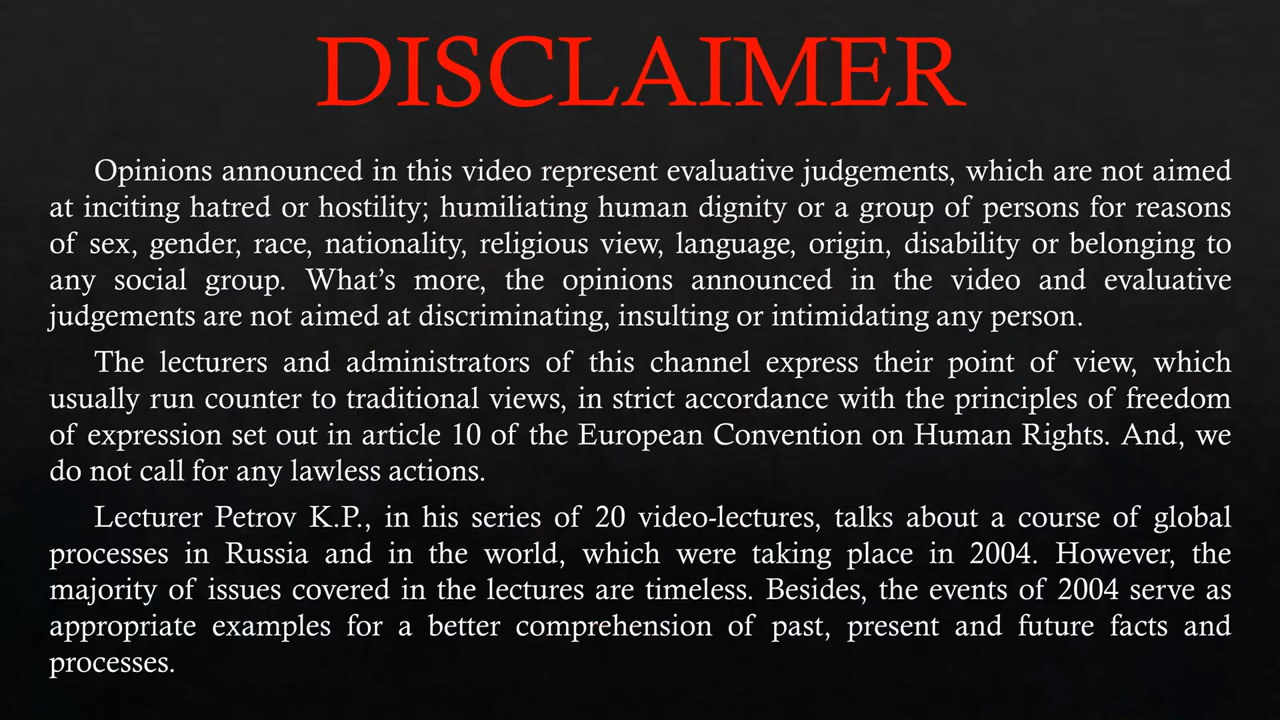 DISCLAIMER
Opinions announced in this video represent evaluative judgements, which are not aimed
at inciting hatred or hostility; humiliating human dignity or a group of persons for reasons
of sex, gender, race, nationality, religious view, language, origin, disability or belonging to
any social group. What's more, the opinions announced in the video and evaluative
judgements are not aimed at discriminating, insulting or intimidating any person.
The lecturers and administrators of this channel express their point of view, which
usually run counter to traditional views, in strict accordance with the principles of freedom
of expression set out in article 10 of the European Convention on Human Rights. And, we
do not call for any lawless actions.
Lecturer Petrov K.P., in his series of 20 video-lectures, talks about a course of global
processes in Russia and in the world, which were taking place in 2004. However, the
majority of issues covered in the lectures are timeless. Besides, the events of 2004 serve as
appropriate examples for a better comprehension of past, present and future facts and
processes.